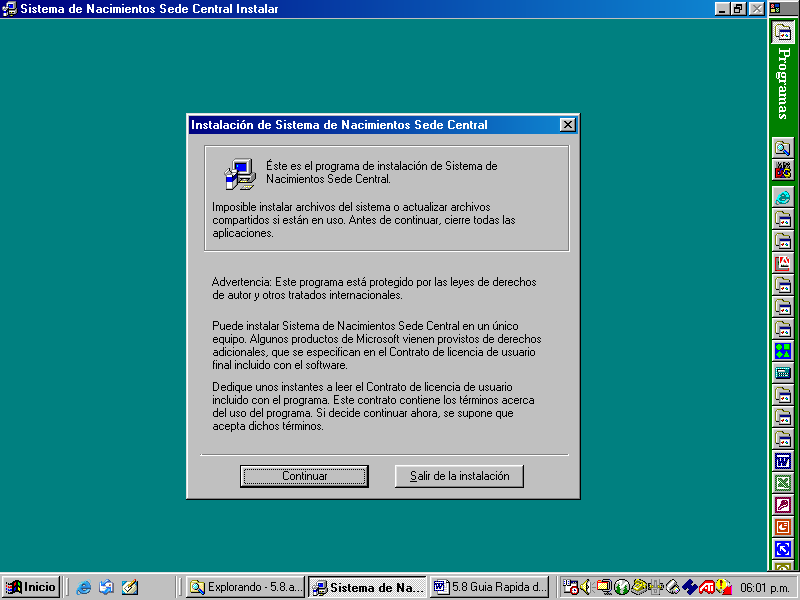 Sistema de Nacimientos Sede Central Instalar
Programas
Instalación de Sistema de Nacimientos Sede Central
Éste es el programa de instalación de Sistema de
Nacimientos Sede Central.
Imposible instalar archivos del sistema o actualizar archivos
compartidos si están en uso. Antes de continuar, cierre todas las
aplicaciones.
Advertencia: Este programa está protegido por las leyes de derechos
de autor y otros tratados internacionales.
Puede instalar Sistema de Nacimientos Sede Central en un único
equipo. Algunos productos de Microsoft vienen provistos de derechos
adicionales, que se especifican en el Contrato de licencia de usuario
final incluido con el software.
Dedique unos instantes a leer el Contrato de licencia de usuario
incluido con el programa. Este contrato contiene los términos acerca
del uso del programa. Si decide continuar ahora, se supone que
acepta dichos términos.
Continuar
Salir de la instalación
Inicio
Explorando - 5.8.a...
Sistema de Na...
5.8 Guia Rapida d...
06:01 p.m.